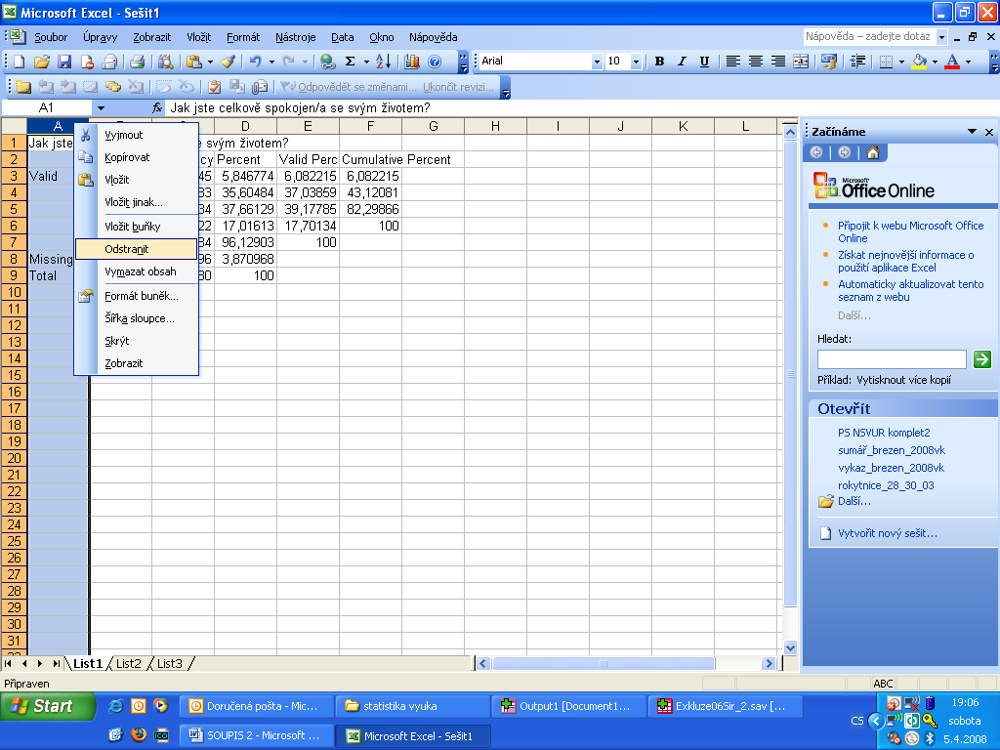 Microsoft Excel - Sešit1
Soubor Úpravy Zobrazit Vložit Formát Nástroje Data Okno Nápověda
Nápověda – zadejte dotaz
Arial 10 B I U
Odpovědět se změnami... Ukončit revizi...
A1 fx Jak jste celkově spokojen/a se svým životem?
A D E F G H I J K L
1 Jak jste se svým životem?
2 cy Percent Valid Perc Cumulative Percent
3 Valid 45 5,846774 6,082215 6,082215
4 83 35,60484 37,03859 43,12081
5 34 37,66129 39,17785 82,29866
6 22 17,01613 17,70134 100
7 34 96,12903 100
8 Missing 96 3,870968
9 Total 80 100
10
11
12
13
14
15
16
17
18
19
20
21
22
23
24
25
26
27
28
29
30
31
Vyjmout
Kopírovat
Vložit
Vložit jinak...
Vložit buňky
Odstranit
Vymazat obsah
Formát buněk...
Šířka sloupce...
Skrýt
Zobrazit
Začínáme
Microsoft
Office Online
Připojit k webu Microsoft Office
Online
Získat nejnovější informace o
použití aplikace Excel
Automaticky aktualizovat tento
seznam z webu
Další...
Hledat:
Příklad: Vytisknout více kopií
Otevřít
PS NSVUR komplet2
sumář_brezen_2008vk
vykaz_brezen_2008vk
rokytnice_28_30_03
Další...
Vytvořit nový sešit...
List1 List2 List3
Připraven
ABC
Start
Doručená pošta - Mic...
statistika vyuka
Output1 [Document1...
Exkluze06Sir_2.sav [...
SOUPIS 2 - Microsoft ...
Microsoft Excel - Sešit1
CS
19:06
sobota
5.4.2008